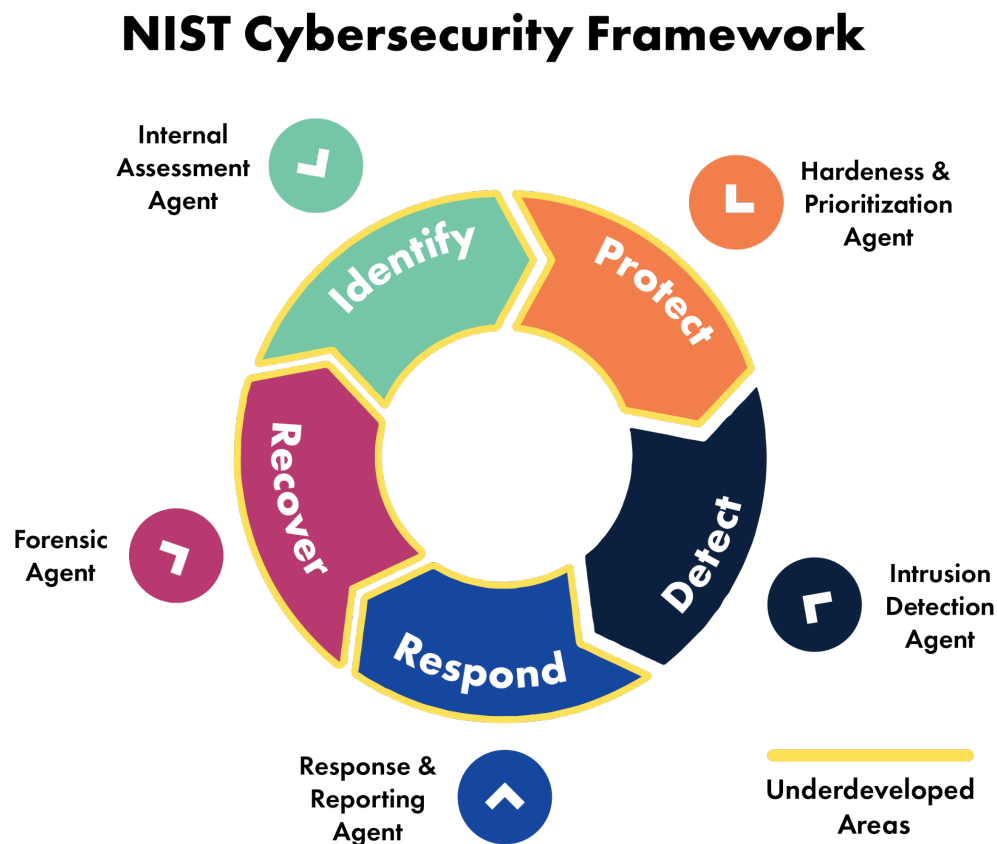 NIST Cybersecurity Framework
Internal
Assessment
Agent
Hardeness &
Prioritization
Agent
Identify
Protect
Recover
Detect
Forensic
Agent
Intrusion
Detection
Agent
Respond
Response &
Reporting
Agent
Underdeveloped
Areas